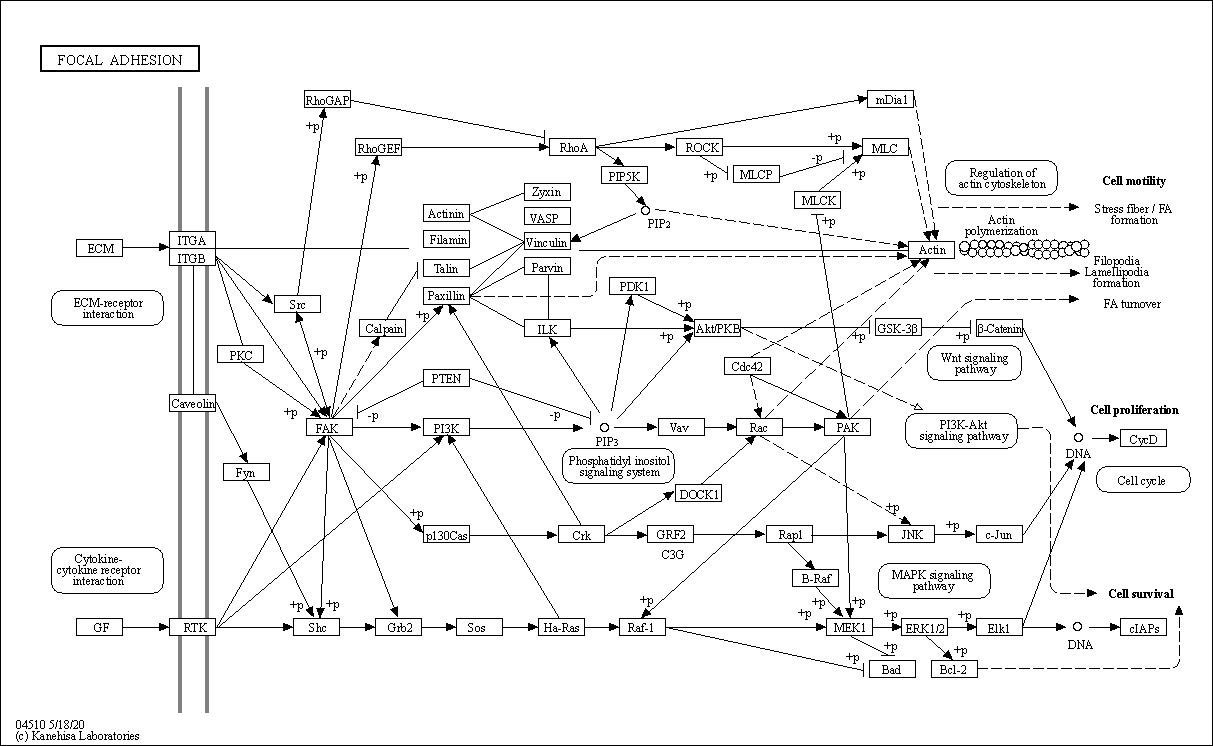 FOCAL ADHESION
RhoGAP
mDia1
+p
RhoGEF
RhoA
ROCK
+p
MLC
-p
+p
+p
+p
PIP5K
MLCP
MLCK
+p
Regulation of
actin cytoskeleton
Cell motility
Zyxin
Actinin
VASP
PIP2
Stress fiber / FA
formation
Actin
polymerization
ITGA
ECM
Filamin
Vinculin
Actin
ITGB
Talin
Parvin
Filopodia
Lamellipodia
formation
ECM-receptor
interaction
Src
Paxillin
PDK1
+p
FA turnover
+p
Calpain
ILK
+p
Akt/PKB
GSK-3β
+p
β-Catenin
+p
PKC
Cdc42
Wnt signaling
pathway
PTEN
Caveolin
+p
-p
-p
Cell proliferation
FAK
PI3K
PIP3
Vav
Rac
PAK
PI3K-Akt
signaling pathway
CycD
DNA
Fyn
Phosphatidyl inositol
signaling system
Cell cycle
DOCK1
+p
+p
p130Cas
Crk
GRF2
Rap1
JNK
+p
c-Jun
C3G
Cytokine-
cytokine receptor
interaction
B-Raf
MAPK signaling
pathway
Cell survival
+p
+p
+p
+p
+p
+p
+p
+p
GF
RTK
Shc
Grb2
Sos
Ha-Ras
Raf-1
MEK1
ERK1/2
Elk1
cIAPs
DNA
+p
+p
+p
Bad
Bcl-2
04510 5/18/20
(c) Kanehisa Laboratories